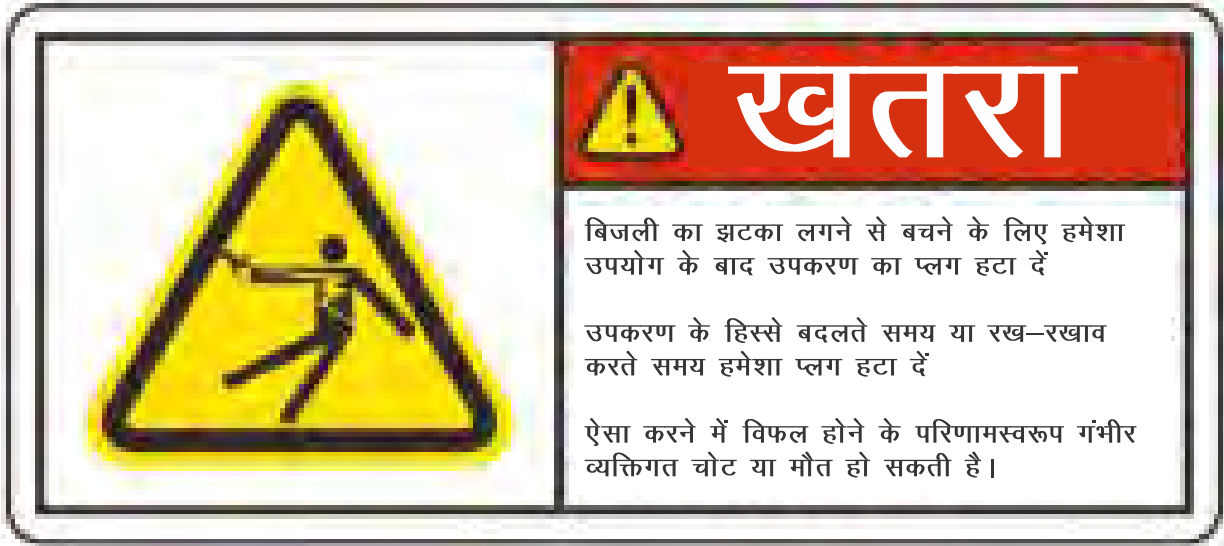 खतरा
बिजली का झटका लगने से बचने के लिए हमेशा
उपयोग के बाद उपकरण का प्लग हटा दें
उपकरण के हिस्से बदलते समय या रख–रखाव
करते समय हमेशा प्लग हटा दें
ऐसा करने में विफल होने के परिणामस्वरूप गंभीर
व्यक्तिगत चोट या मौत हो सकती है।